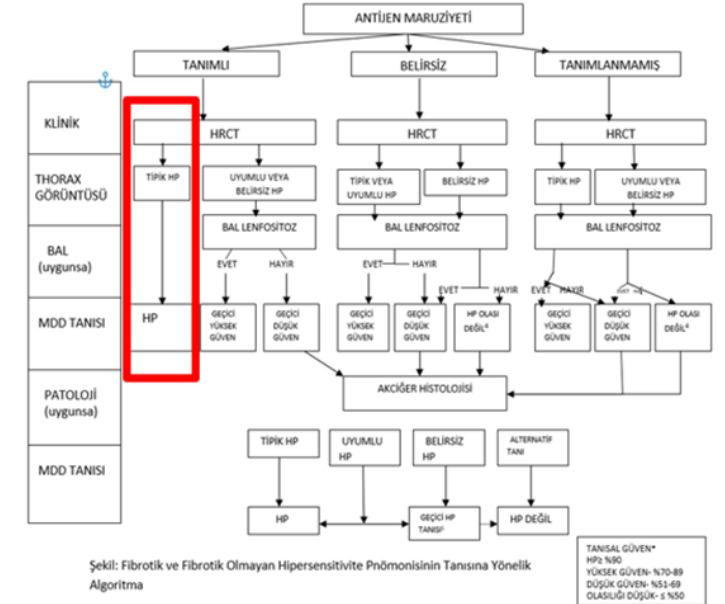 ANTİJEN MARUZİYETİ
TANIMLI
BELİRSİZ
TANIMLANMAMIŞ
KLİNİK
HRCT
HRCT
HRCT
THORAX
GÖRÜNTÜSÜ
TİPİK HP
UYUMLU VEYA
BELİRSİZ HP
TİPİK VEYA
UYUMLU HP
BELİRSİZ HP
TİPİK HP
UYUMLU VEYA
BELİRSİZ HP
BAL
(uygunsa)
BAL LENFOSİTOZ
BAL LENFOSİTOZ
BAL LENFOSİTOZ
EVET
HAYIR
EVET
HAYIR
EVET
HAYIR
EVET
HAYIR
EVET
MDD TANISI
HP
GEÇİCİ
YÜKSEK
GÜVEN
GEÇİCİ
DÜŞÜK
GÜVEN
GEÇİCİ
YÜKSEK
GÜVEN
GEÇİCİ
DÜŞÜK
GÜVEN
HP OLASI
DEĞİL
GEÇİCİ
YÜKSEK
GÜVEN
GEÇİCİ
DÜŞÜK
GÜVEN
HP OLASI
DEĞİL
PATOLOJİ
(uygunsa)
AKCİĞER HİSTOLOJİSİ
MDD TANISI
TİPİK HP
UYUMLU
HP
BELİRSİZ
HP
ALTERNATİF
TANI
HP
GEÇİCİ HP
TANISI
HP DEĞİL
Şekil: Fibrotik ve Fibrotik Olmayan Hipersensitivite Pnömonisinin Tanısına Yönelik
Algoritma
TANISAL GÜVEN*
HP≥ %90
YÜKSEK GÜVEN- %70-89
DÜŞÜK GÜVEN- %51-69
OLASILIĞI DÜŞÜK- ≤ %50